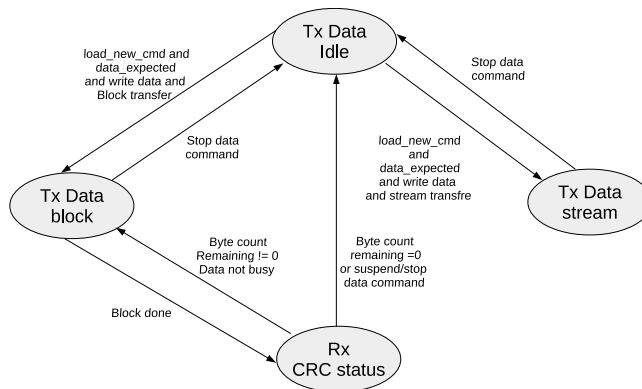 Tx Data
Idle
load_new_cmd and
data_expected
and write data and
Block transfer
Stop data
command
Stop data
command
load_new_cmd
and
data_expected
and write data
and stream transfre
Tx Data
block
Tx Data
stream
Byte count
Remaining != 0
Data not busy
Byte count
remaining =0
or suspend/stop
data command
Block done
Rx
CRC status